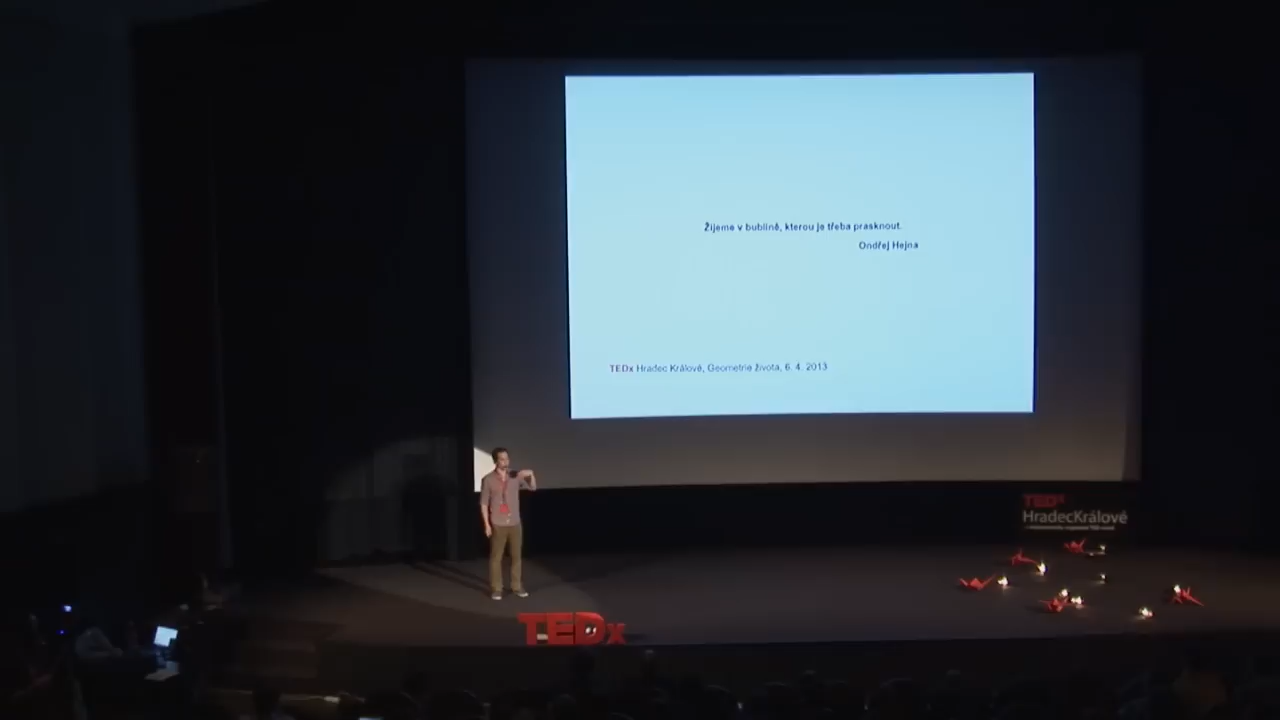 Žijeme v bublině, kterou je třeba prasknout.
Ondřej Hejna
TEDx Hradec Králové, Geometrie života, 6. 4. 2013
TEDx
HradecKrálové
TEDx